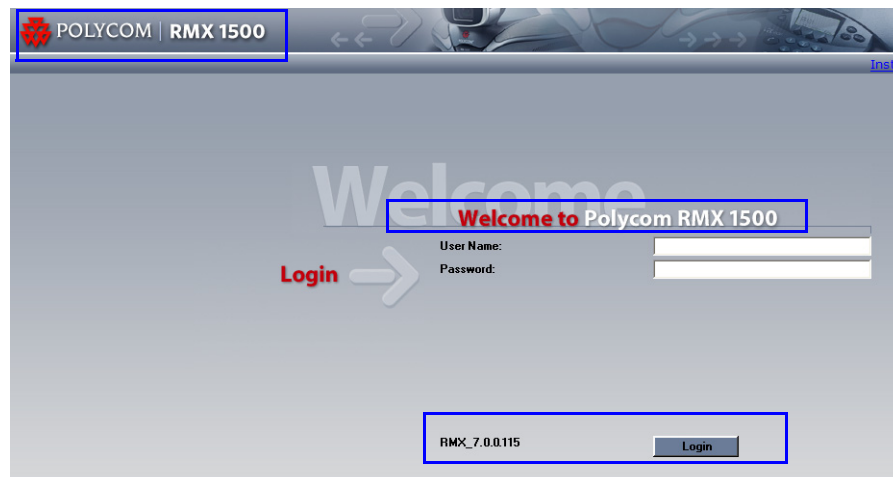 POLYCOM | RMX 1500
Inst
Welcome
Welcome to Polycom RMX 1500
User Name:
Login
Password:
RMX_7.0.0.115
Login